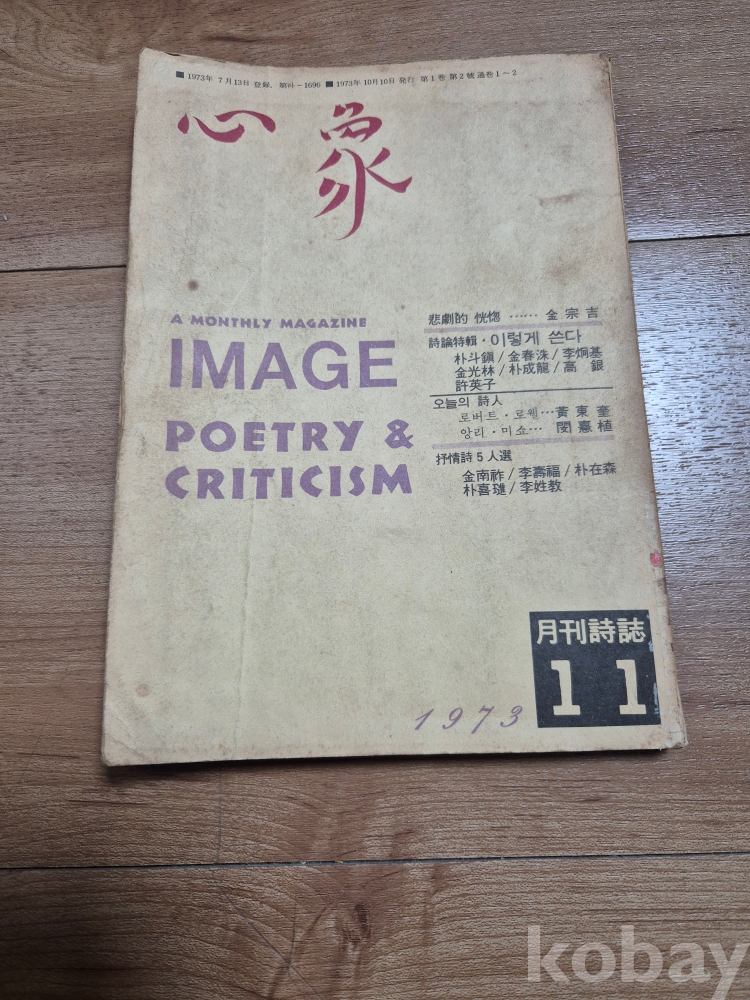 ■ 1973年 7月13日 登録. 第라-1696 ■ 1973年 10月10日 発行 第1巻 第2號 通巻 1~2
心象
A MONTHLY MAGAZINE
IMAGE
POETRY &
CRITICISM
悲劇的 恍惚 …… 金宗吉
詩論特輯·이렇게 쓴다
朴斗鎭/金春洙/李炯基
金光林/朴成龍/高 銀
許英子
오늘의 詩人
로버트·로웰…黃東奎
앙리·미쇼… 閔憙植
抒情詩 5人選
金南祚/李壽福/朴在森
朴喜璡/李姓敎
月刊詩誌
11
1973
kobay